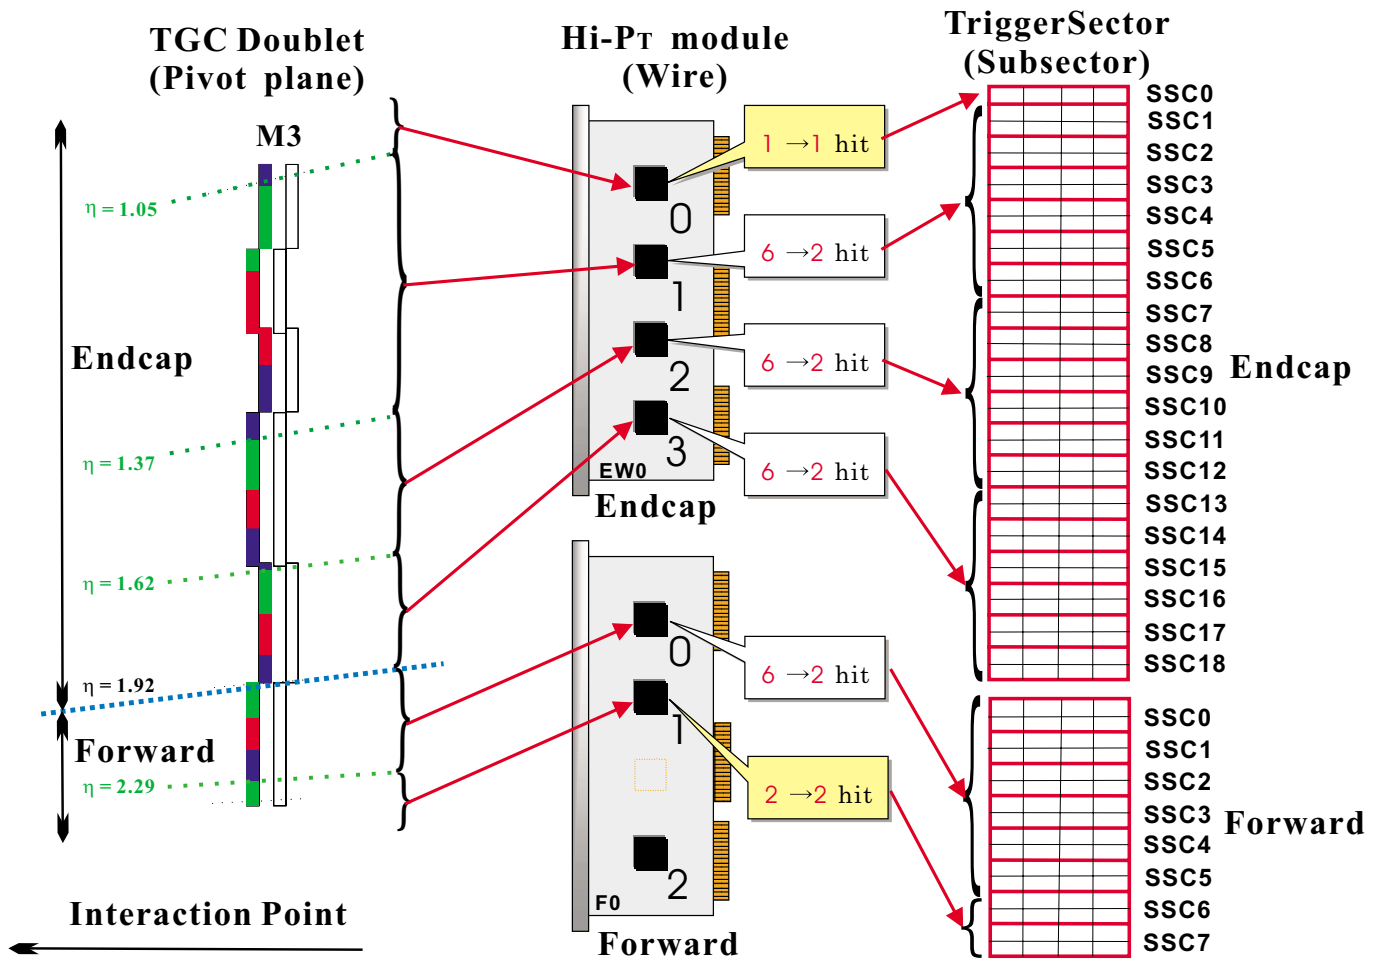 TGC Doublet
(Pivot plane)
M3
η = 1.05
Endcap
η = 1.37
η = 1.62
η = 1.92
Forward
η = 2.29
Interaction Point
Hi-PT module
(Wire)
0
1
2
3
EW0
Endcap
0
1
2
F0
Forward
1 →1 hit
6 →2 hit
6 →2 hit
6 →2 hit
6 →2 hit
2 →2 hit
TriggerSector
(Subsector)
SSC0
SSC1
SSC2
SSC3
SSC4
SSC5
SSC6
SSC7
SSC8
SSC9
SSC10
SSC11
SSC12
SSC13
SSC14
SSC15
SSC16
SSC17
SSC18
Endcap
SSC0
SSC1
SSC2
SSC3
SSC4
SSC5
SSC6
SSC7
Forward